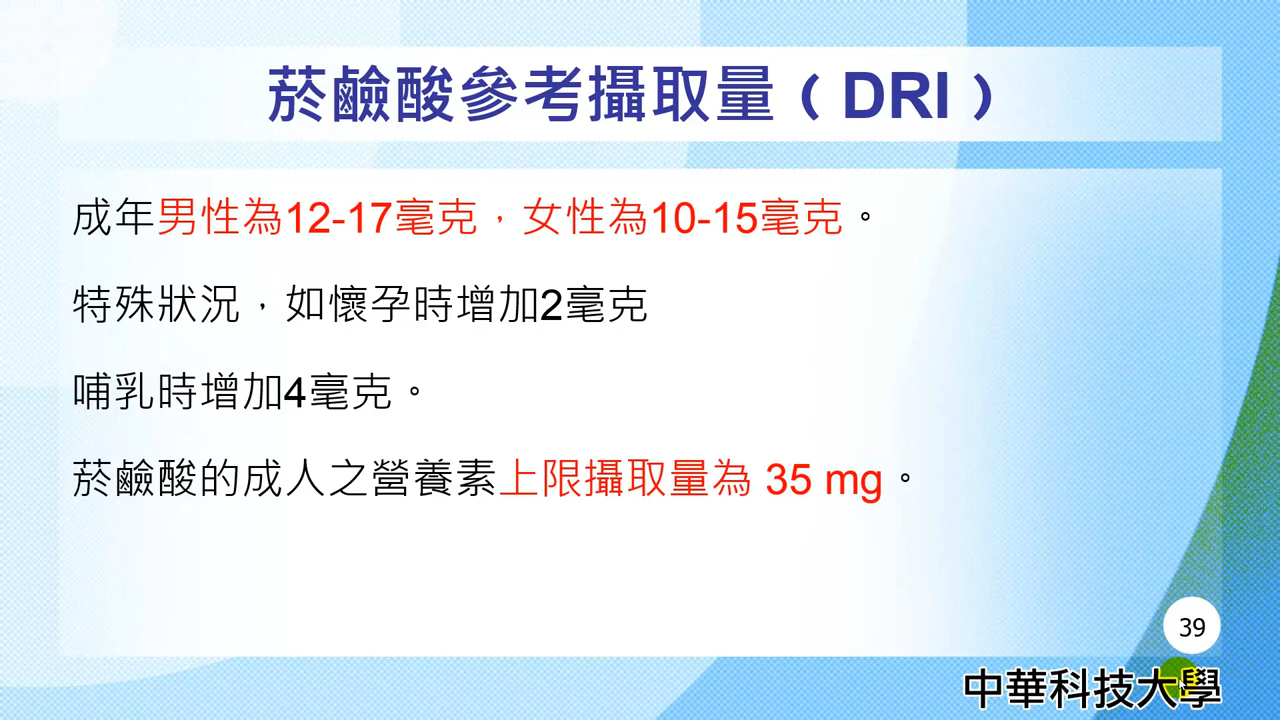 菸鹼酸參考攝取量（DRI）
成年男性為12-17毫克，女性為10-15毫克。
特殊狀況，如懷孕時增加2毫克
哺乳時增加4毫克。
菸鹼酸的成人之營養素上限攝取量為 35 mg。
39
中華科技大學